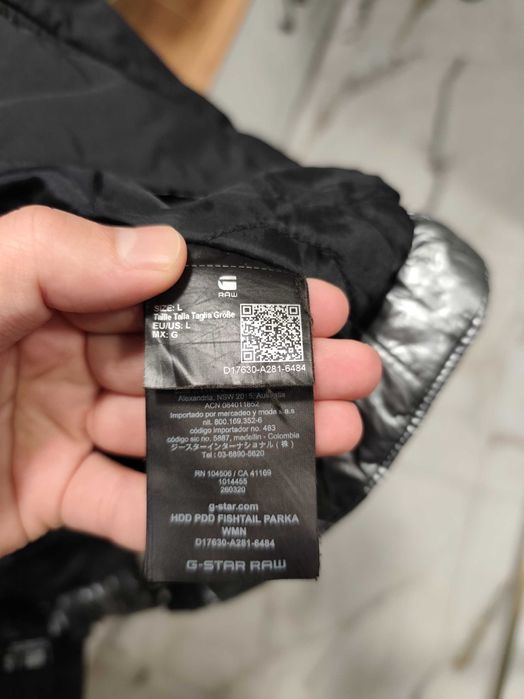 RAW
SIZE: L
Taille Talla Taglia Größe
EU/US: L
MX: G
D17630-A281-6484
Alexandria, NSW 2015, Australia
ACN 084011852
Importado por mercadeo y moda s.a.s
nit. 800.169.352-6
código importador no. 483
código sic no. 5887, medellín - Colombia
ジースターインターナショナル(株)
Tel: 03-6890-5620
RN 104506 / CA 41169
1014455
260320
g-star.com
HDD PDD FISHTAIL PARKA
WMN
D17630-A281-6484
G-STAR RAW